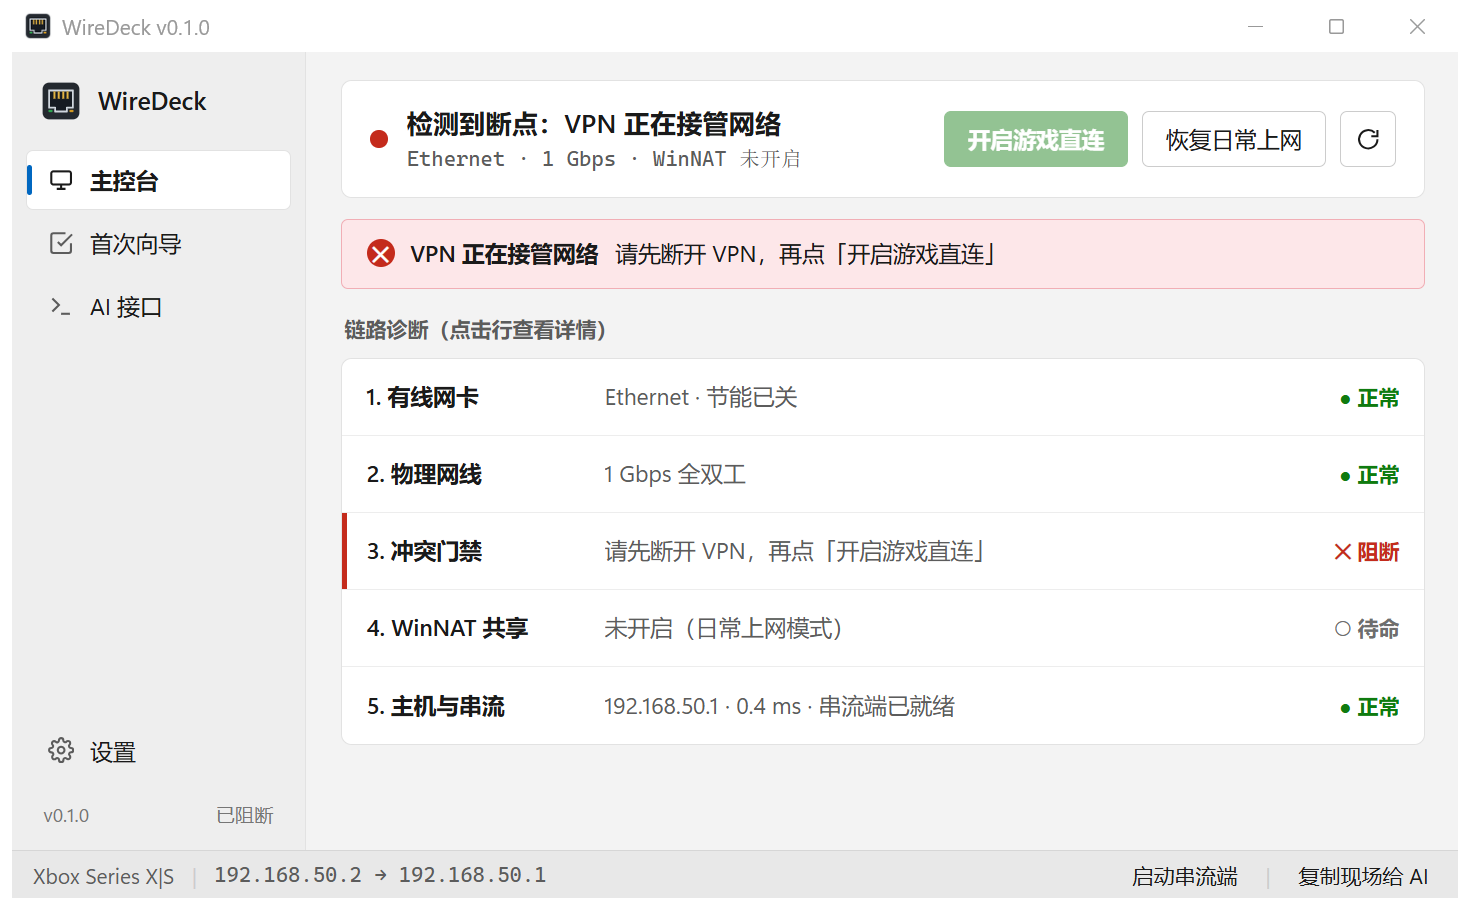 WireDeck v0.1.0
WireDeck
主控台
首次向导
AI 接口
设置
v0.1.0 已阻断
检测到断点：VPN 正在接管网络
Ethernet · 1 Gbps · WinNAT 未开启
开启游戏直连 恢复日常上网
VPN 正在接管网络 请先断开 VPN，再点「开启游戏直连」
链路诊断（点击行查看详情）
1. 有线网卡 Ethernet · 节能已关 ● 正常
2. 物理网线 1 Gbps 全双工 ● 正常
3. 冲突门禁 请先断开 VPN，再点「开启游戏直连」 ✕ 阻断
4. WinNAT 共享 未开启（日常上网模式） ○ 待命
5. 主机与串流 192.168.50.1 · 0.4 ms · 串流端已就绪 ● 正常
Xbox Series X|S | 192.168.50.2 → 192.168.50.1 启动串流端 | 复制现场给 AI